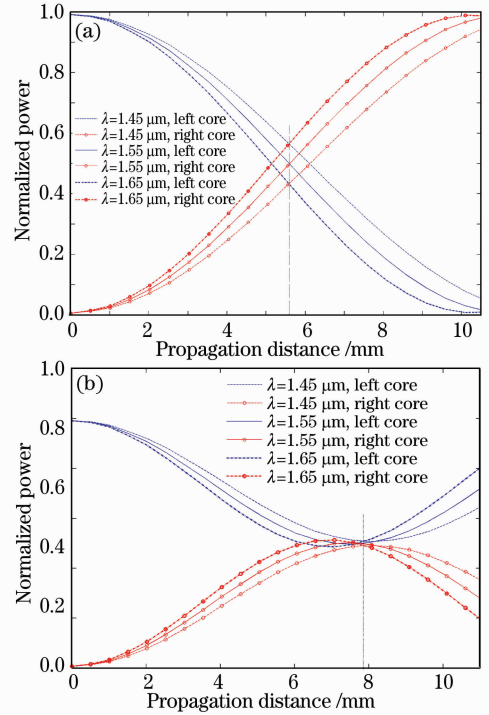 (a)
1.0
0.8
0.6
0.4
0.2
0.0
Normalized power
λ=1.45 μm, left core
λ=1.45 μm, right core
λ=1.55 μm, left core
λ=1.55 μm, right core
λ=1.65 μm, left core
λ=1.65 μm, right core
0 2 4 6 8 10
Propagation distance /mm
(b)
1.0
0.8
0.6
0.4
0.2
0.0
Normalized power
λ=1.45 μm, left core
λ=1.45 μm, right core
λ=1.55 μm, left core
λ=1.55 μm, right core
λ=1.65 μm, left core
λ=1.65 μm, right core
0 2 4 6 8 10
Propagation distance /mm